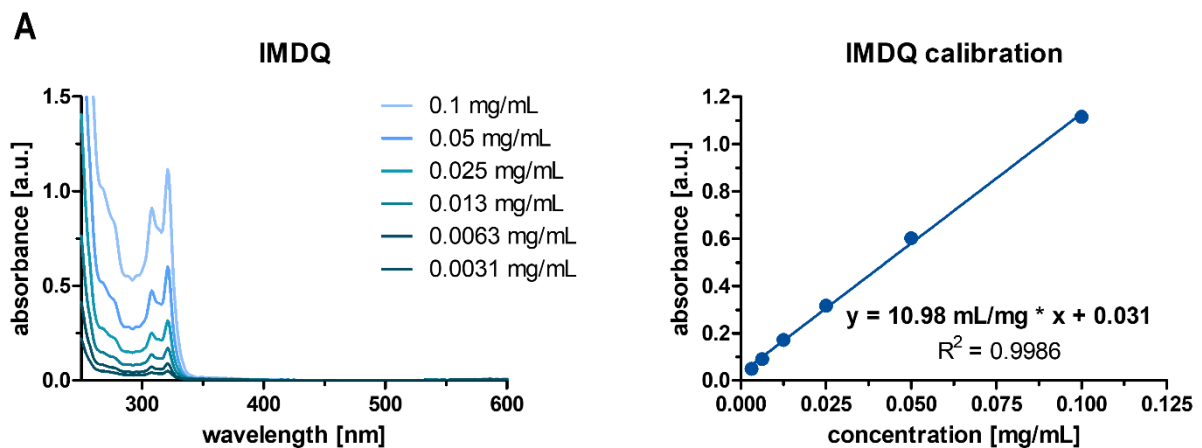 A
IMDQ
absorbance [a.u.]
1.5
1.0
0.5
0.0
300
400
500
600
wavelength [nm]
0.1 mg/mL
0.05 mg/mL
0.025 mg/mL
0.013 mg/mL
0.0063 mg/mL
0.0031 mg/mL
IMDQ calibration
absorbance [a.u.]
1.2
1.0
0.8
0.6
0.4
0.2
0.0
y = 10.98 mL/mg * x + 0.031
R² = 0.9986
0.000
0.025
0.050
0.075
0.100
0.125
concentration [mg/mL]